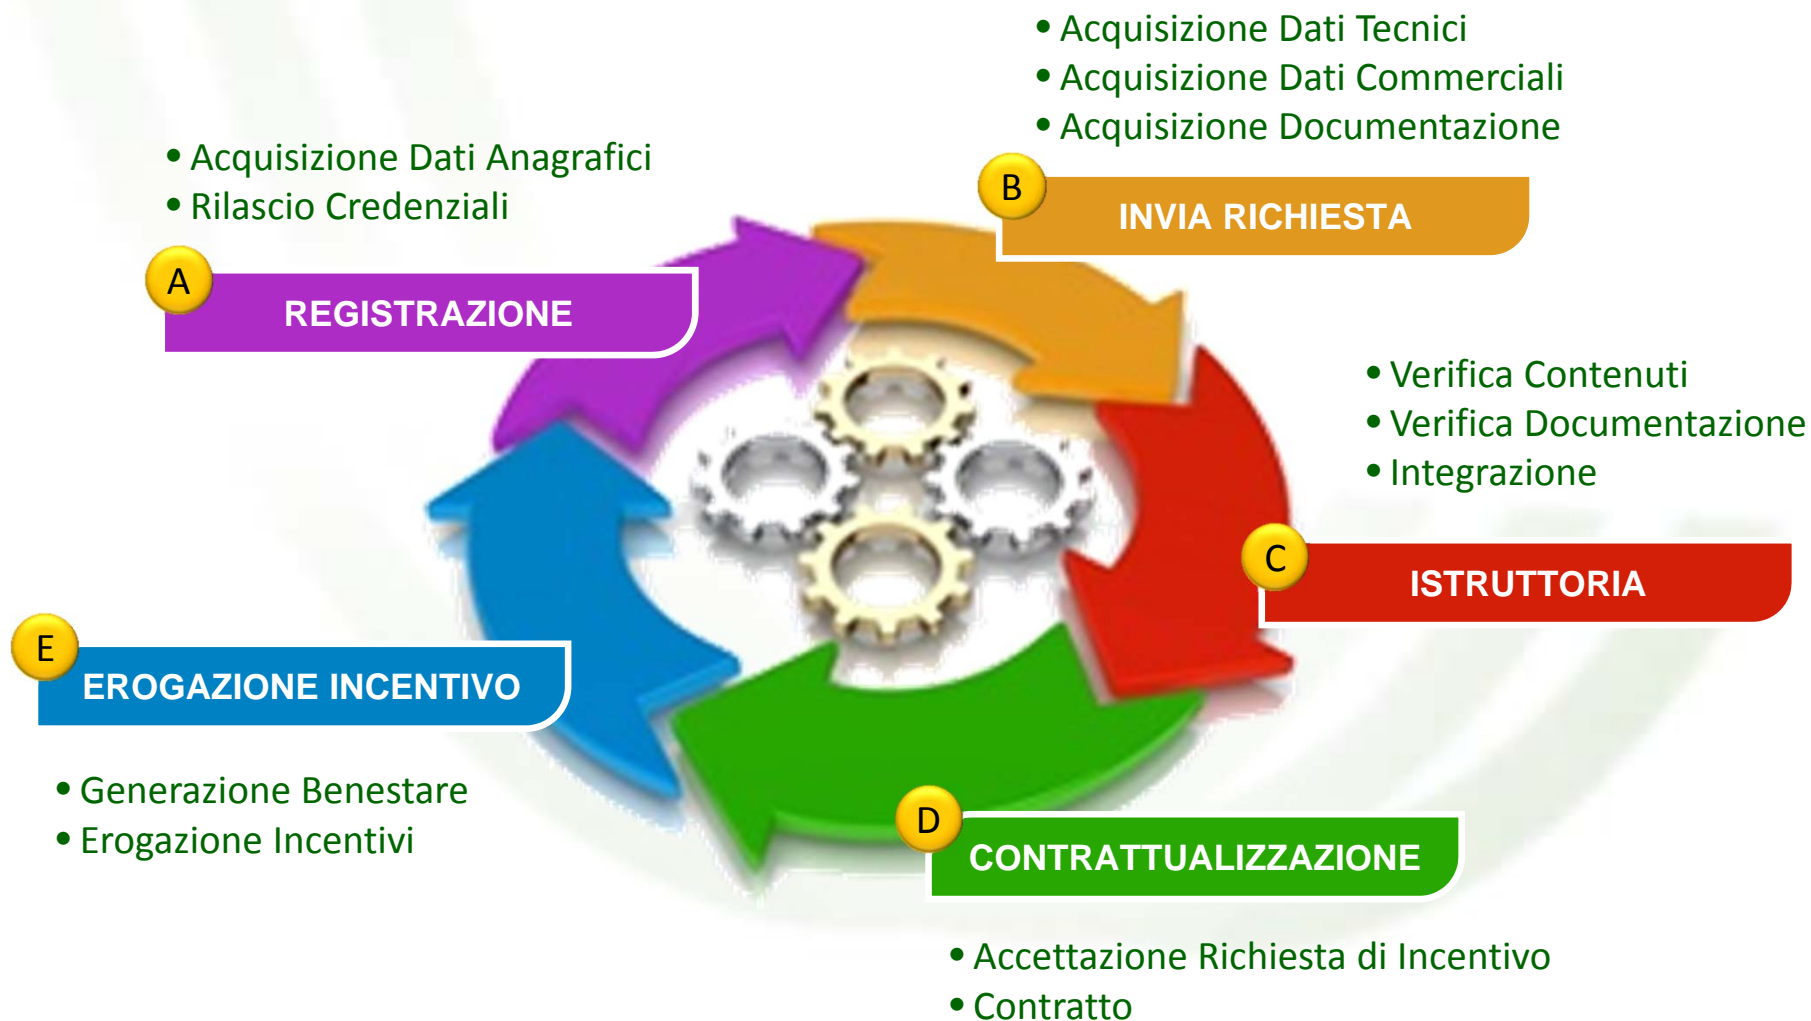 • Acquisizione Dati Anagrafici
• Rilascio Credenziali
A
REGISTRAZIONE
• Acquisizione Dati Tecnici
• Acquisizione Dati Commerciali
• Acquisizione Documentazione
B
INVIA RICHIESTA
• Verifica Contenuti
• Verifica Documentazione
• Integrazione
C
ISTRUTTORIA
D
CONTRATTUALIZZAZIONE
• Accettazione Richiesta di Incentivo
• Contratto
E
EROGAZIONE INCENTIVO
• Generazione Benestare
• Erogazione Incentivi